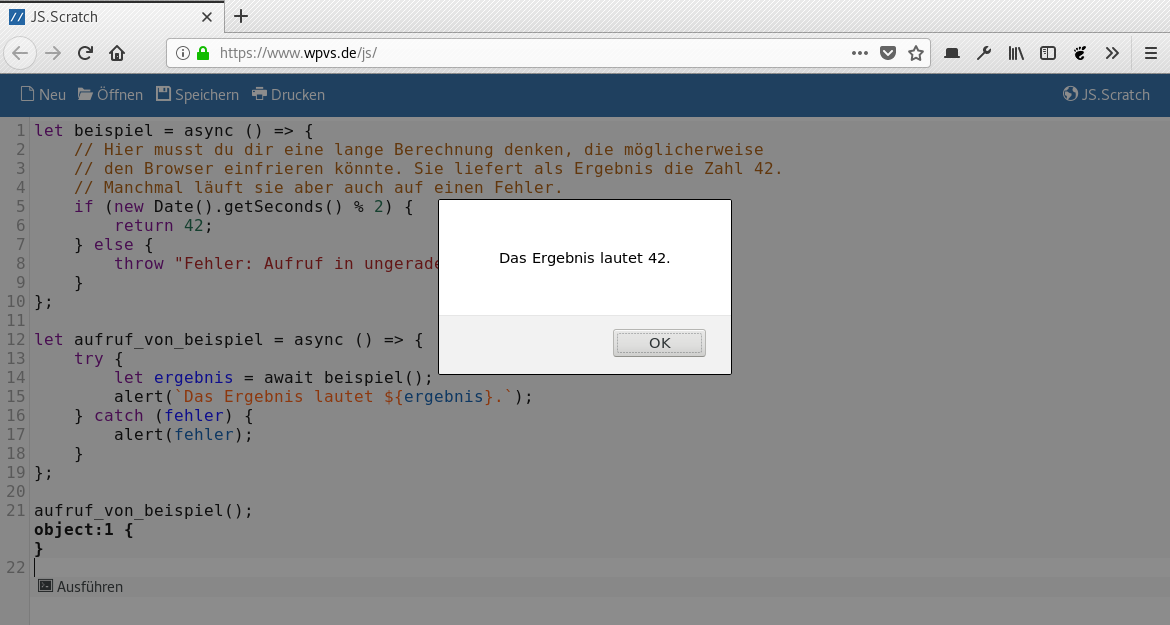 JS.Scratch
https://www.wpvs.de/js/
Neu Öffnen Speichern Drucken JS.Scratch
1 let beispiel = async () => {
2 // Hier musst du dir eine lange Berechnung denken, die möglicherweise
3 // den Browser einfrieren könnte. Sie liefert als Ergebnis die Zahl 42.
4 // Manchmal läuft sie aber auch auf einen Fehler.
5 if (new Date().getSeconds() % 2) {
6 return 42;
7 } else {
8 throw "Fehler: Aufruf in
9 }
10 };
11
12 let aufruf_von_beispiel = async () => {
13 try {
14 let ergebnis = await beispiel();
15 alert(`Das Ergebnis lautet ${ergebnis}.`);
16 } catch (fehler) {
17 alert(fehler);
18 }
19 };
20
21 aufruf_von_beispiel();
object:1 {
}
22
Ausführen
Das Ergebnis lautet 42.
OK